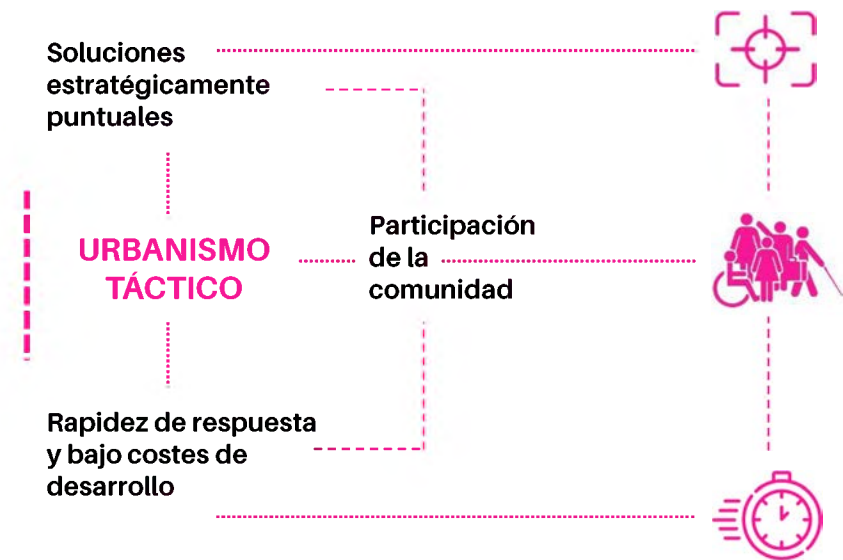 Soluciones
estratégicamente
puntuales
URBANISMO
TÁCTICO
Participación
de la
comunidad
Rapidez de respuesta
y bajo costes de
desarrollo